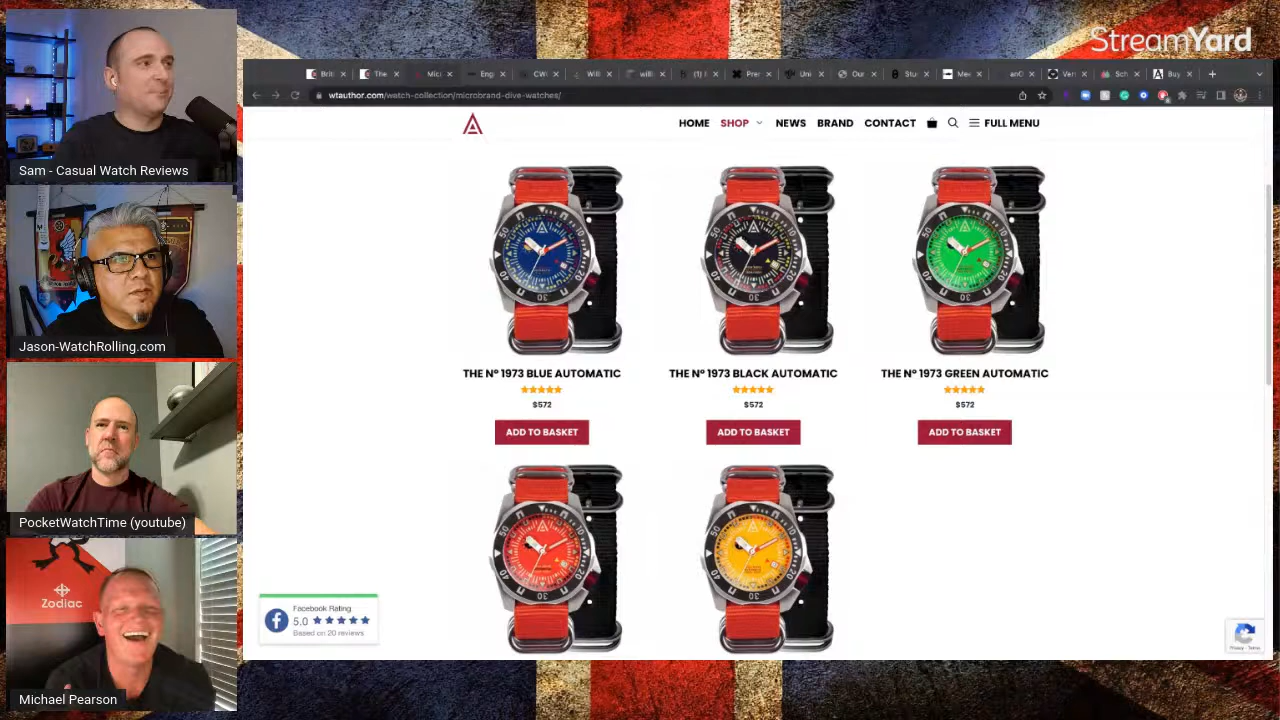 StreamYard
wtauthor.com/watch-collection/microbrand-dive-watches/
HOME SHOP NEWS BRAND CONTACT FULL MENU
THE Nº 1973 BLUE AUTOMATIC
$572
ADD TO BASKET
THE Nº 1973 BLACK AUTOMATIC
$572
ADD TO BASKET
THE Nº 1973 GREEN AUTOMATIC
$572
ADD TO BASKET
Facebook Rating
5.0
Based on 20 reviews
Privacy - Terms
Sam - Casual Watch Reviews
Jason-WatchRolling.com
PocketWatchTime (youtube)
Zodiac
Michael Pearson